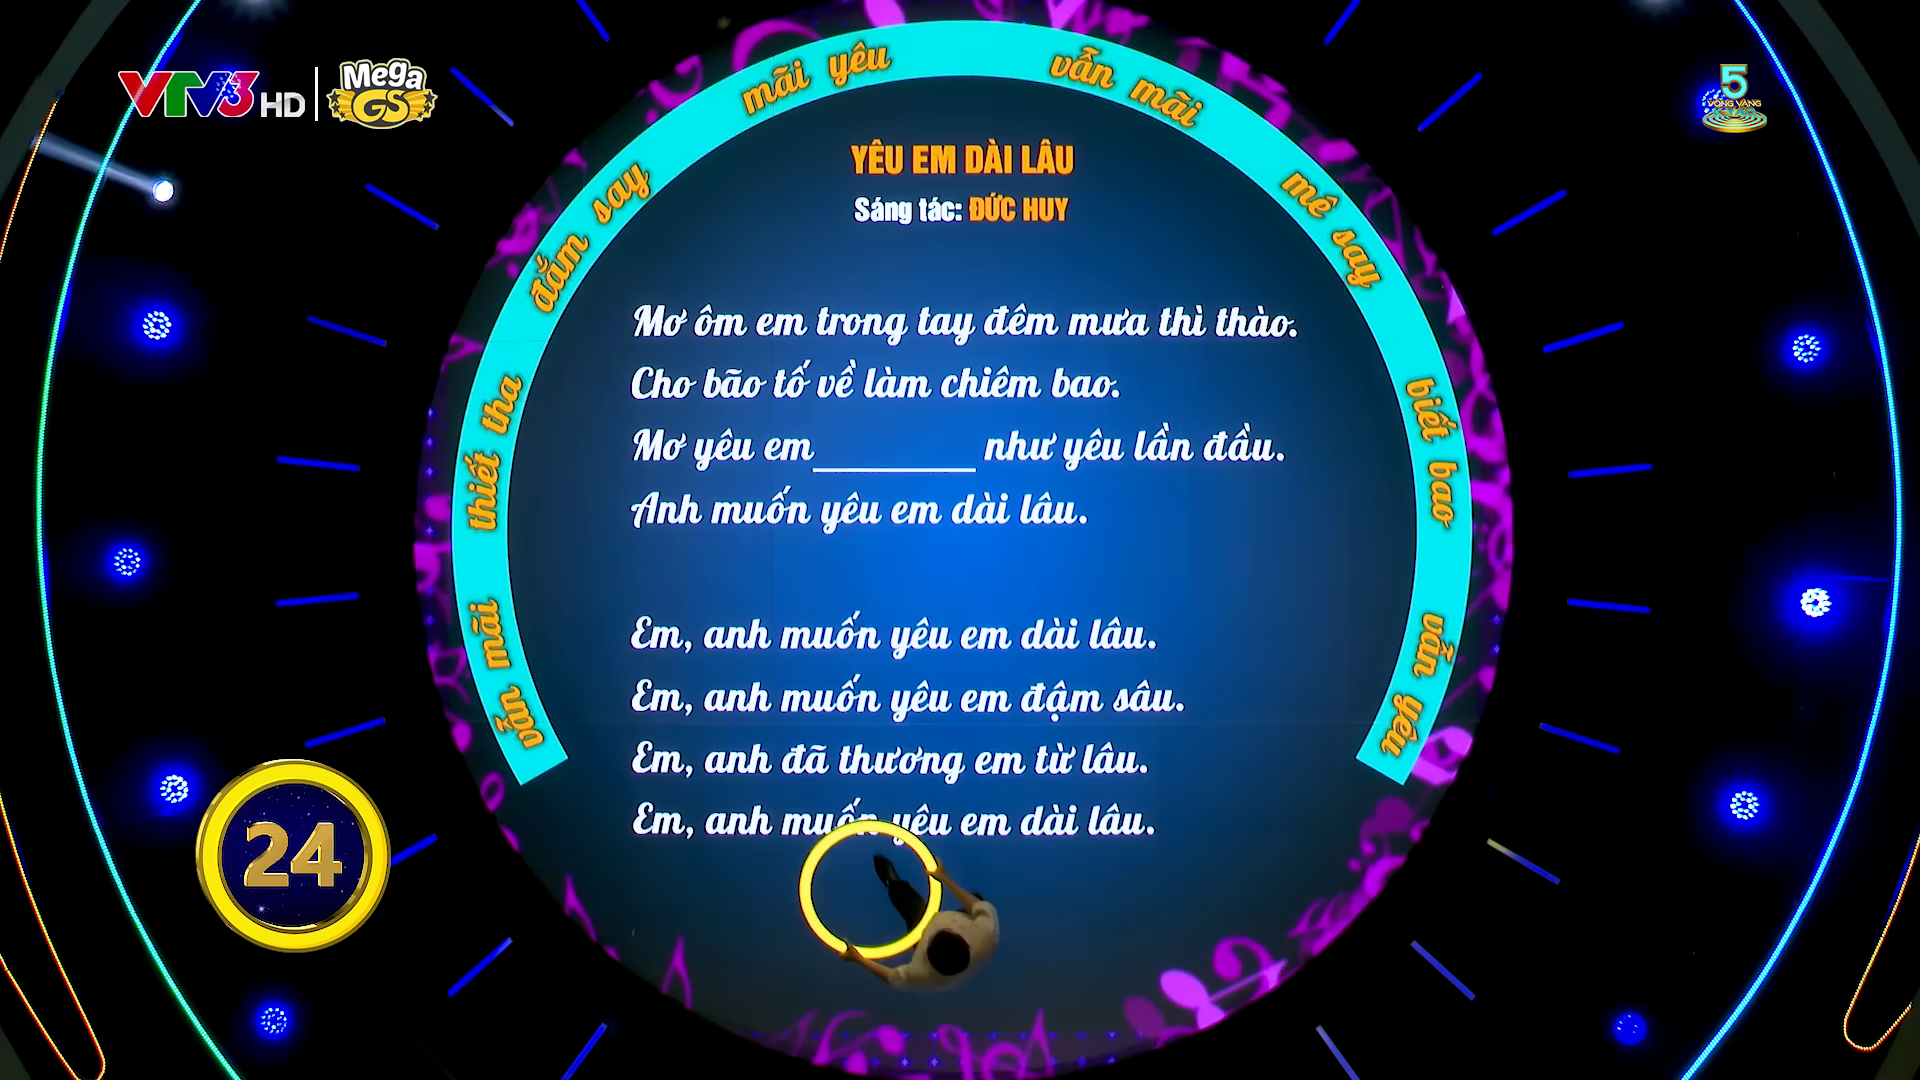 VTV3 HD
Mega GS
5
VÒNG VÀNG
YÊU EM DÀI LÂU
Sáng tác: ĐỨC HUY
vẫn mãi
thiết tha
đắm say
mãi yêu
vẫn mãi
mê say
biết bao
vẫn yêu
Mơ ôm em trong tay đêm mưa thì thào.
Cho bão tố về làm chiêm bao.
Mơ yêu em_________ như yêu lần đầu.
Anh muốn yêu em dài lâu.
Em, anh muốn yêu em dài lâu.
Em, anh muốn yêu em đậm sâu.
Em, anh đã thương em từ lâu.
Em, anh muốn yêu em dài lâu.
24